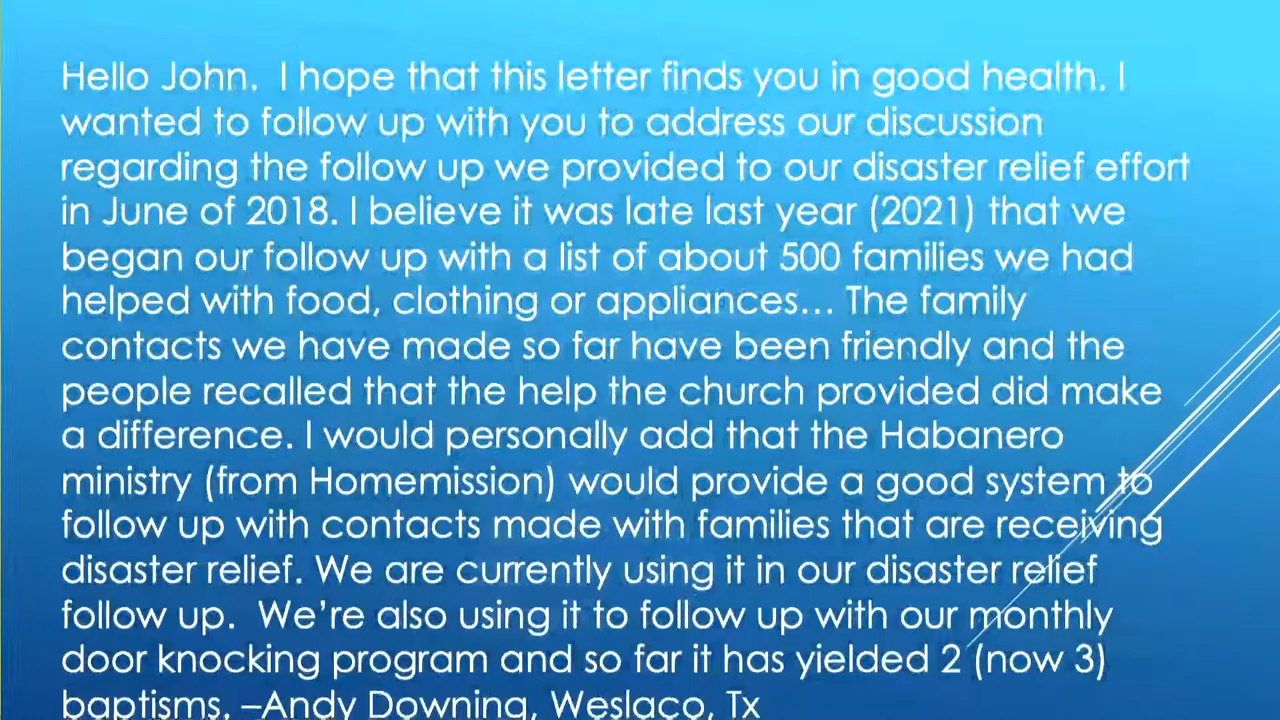 Hello John.  I hope that this letter finds you in good health. I
wanted to follow up with you to address our discussion
regarding the follow up we provided to our disaster relief effort
in June of 2018. I believe it was late last year (2021) that we
began our follow up with a list of about 500 families we had
helped with food, clothing or appliances... The family
contacts we have made so far have been friendly and the
people recalled that the help the church provided did make
a difference. I would personally add that the Habanero
ministry (from Homemission) would provide a good system to
follow up with contacts made with families that are receiving
disaster relief. We are currently using it in our disaster relief
follow up.  We’re also using it to follow up with our monthly
door knocking program and so far it has yielded 2 (now 3)
baptisms. –Andy Downing, Weslaco, Tx